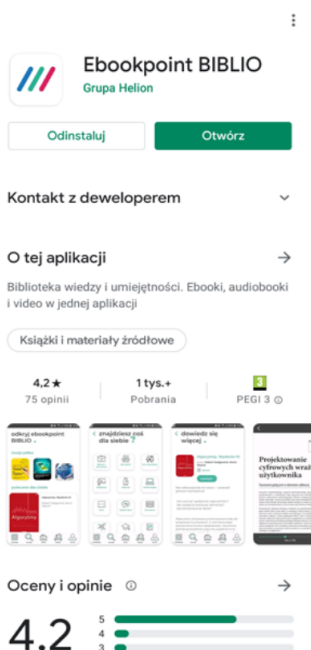 Ebookpoint BIBLIO
Grupa Helion
Odinstaluj
Otwórz
Kontakt z deweloperem
O tej aplikacji
Biblioteka wiedzy i umiejętności. Ebooki, audiobooki
i video w jednej aplikacji
Książki i materiały źródłowe
4,2★
75 opinii
1 tys.+
Pobrania
3
PEGI 3
odkryj ebookpoint
BIBLIO
znajdziesz coś
dla siebie ?
dowiedz się
więcej
Projektowanie
cyfrowych wraż
użytkownika
Oceny i opinie
4,2
5
4
3